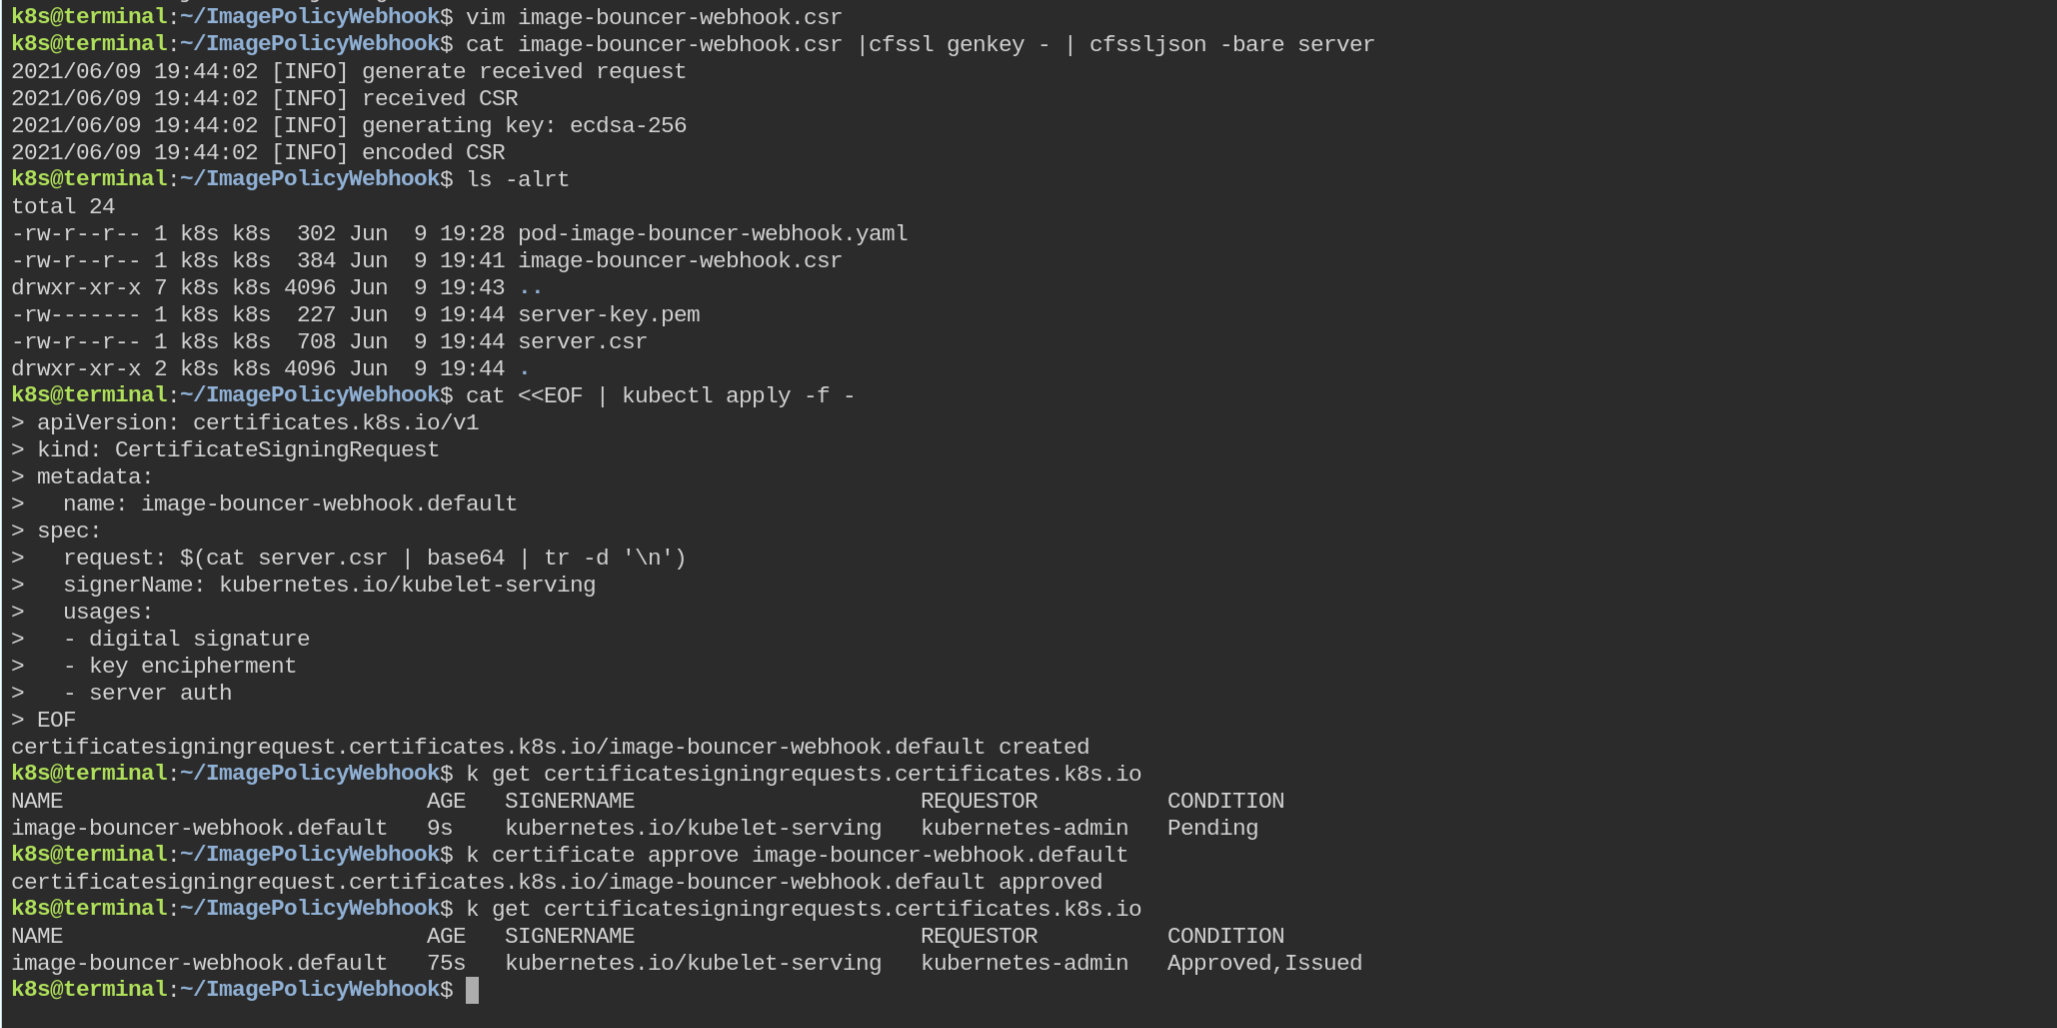 k8s@terminal:~/ImagePolicyWebhook$ vim image-bouncer-webhook.csr
k8s@terminal:~/ImagePolicyWebhook$ cat image-bouncer-webhook.csr |cfssl genkey - | cfssljson -bare server
2021/06/09 19:44:02 [INFO] generate received request
2021/06/09 19:44:02 [INFO] received CSR
2021/06/09 19:44:02 [INFO] generating key: ecdsa-256
2021/06/09 19:44:02 [INFO] encoded CSR
k8s@terminal:~/ImagePolicyWebhook$ ls -alrt
total 24
-rw-r--r-- 1 k8s k8s  302 Jun  9 19:28 pod-image-bouncer-webhook.yaml
-rw-r--r-- 1 k8s k8s  384 Jun  9 19:41 image-bouncer-webhook.csr
drwxr-xr-x 7 k8s k8s 4096 Jun  9 19:43 ..
-rw------- 1 k8s k8s  227 Jun  9 19:44 server-key.pem
-rw-r--r-- 1 k8s k8s  708 Jun  9 19:44 server.csr
drwxr-xr-x 2 k8s k8s 4096 Jun  9 19:44 .
k8s@terminal:~/ImagePolicyWebhook$ cat <<EOF | kubectl apply -f -
> apiVersion: certificates.k8s.io/v1
> kind: CertificateSigningRequest
> metadata:
>   name: image-bouncer-webhook.default
> spec:
>   request: $(cat server.csr | base64 | tr -d '\n')
>   signerName: kubernetes.io/kubelet-serving
>   usages:
>   - digital signature
>   - key encipherment
>   - server auth
> EOF
certificatesigningrequest.certificates.k8s.io/image-bouncer-webhook.default created
k8s@terminal:~/ImagePolicyWebhook$ k get certificatesigningrequests.certificates.k8s.io
NAME                            AGE   SIGNERNAME                      REQUESTOR          CONDITION
image-bouncer-webhook.default   9s    kubernetes.io/kubelet-serving   kubernetes-admin   Pending
k8s@terminal:~/ImagePolicyWebhook$ k certificate approve image-bouncer-webhook.default
certificatesigningrequest.certificates.k8s.io/image-bouncer-webhook.default approved
k8s@terminal:~/ImagePolicyWebhook$ k get certificatesigningrequests.certificates.k8s.io
NAME                            AGE   SIGNERNAME                      REQUESTOR          CONDITION
image-bouncer-webhook.default   75s   kubernetes.io/kubelet-serving   kubernetes-admin   Approved,Issued
k8s@terminal:~/ImagePolicyWebhook$